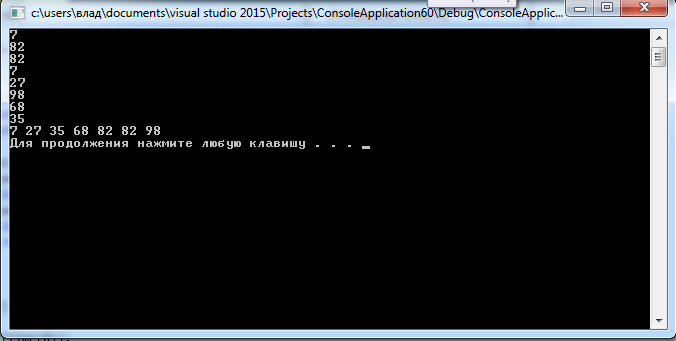 c:\users\влад\documents\visual studio 2015\Projects\ConsoleApplication60\Debug\ConsoleApplic...
7
82
82
7
27
98
68
35
7 27 35 68 82 82 98
Для продолжения нажмите любую клавишу . . .